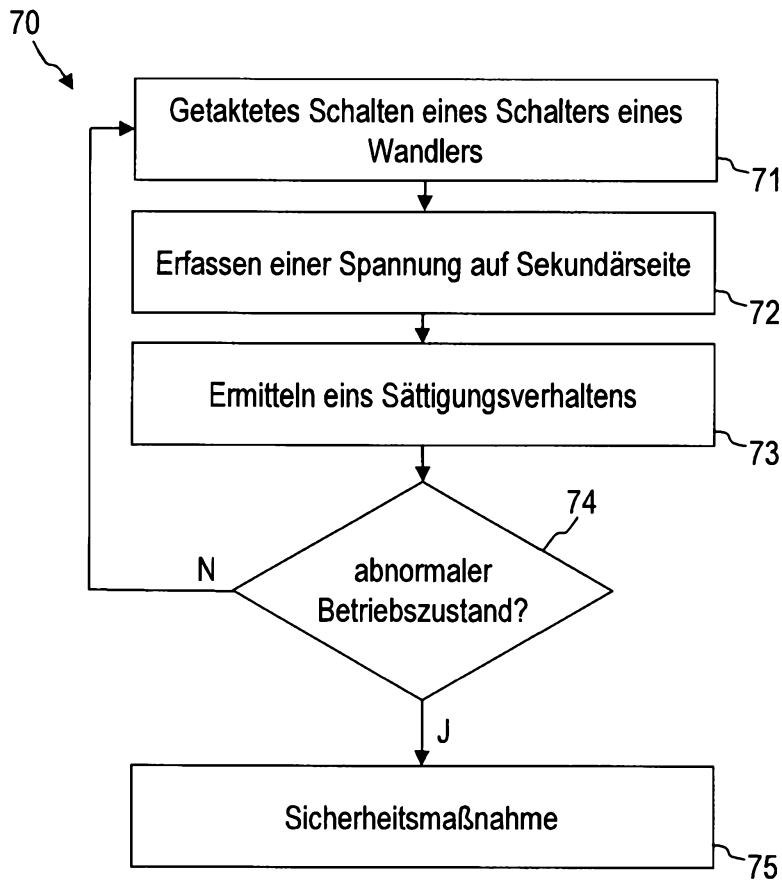 70
Getaktetes Schalten eines Schalters eines
Wandlers
71
Erfassen einer Spannung auf Sekundärseite
72
Ermitteln eins Sättigungsverhaltens
73
74
N
abnormaler
Betriebszustand?
J
Sicherheitsmaßnahme
75